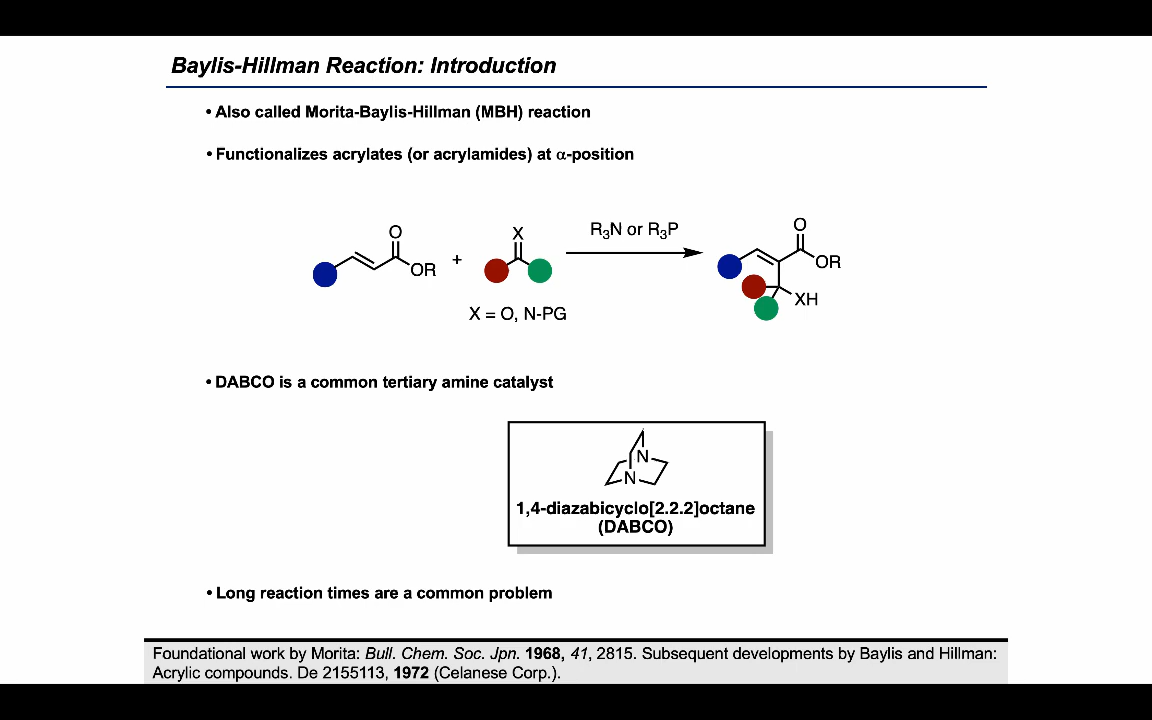 Baylis-Hillman Reaction: Introduction
• Also called Morita-Baylis-Hillman (MBH) reaction
• Functionalizes acrylates (or acrylamides) at α-position
O
OR
+
X
R₃N or R₃P
O
OR
XH
X = O, N-PG
• DABCO is a common tertiary amine catalyst
N
N
1,4-diazabicyclo[2.2.2]octane
(DABCO)
• Long reaction times are a common problem
Foundational work by Morita: Bull. Chem. Soc. Jpn. 1968, 41, 2815. Subsequent developments by Baylis and Hillman:
Acrylic compounds. De 2155113, 1972 (Celanese Corp.).